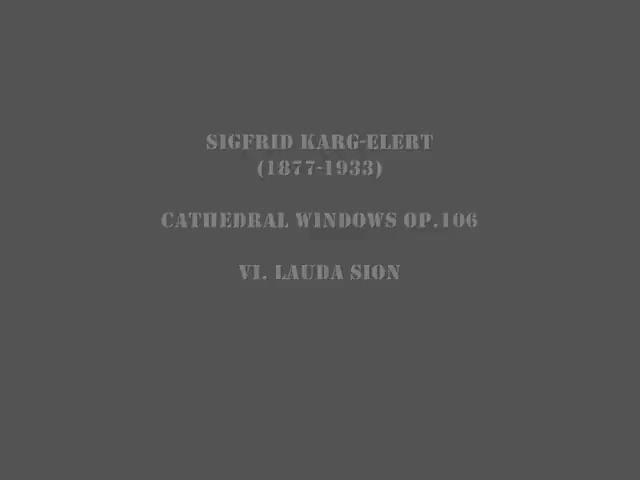 SIGFRID KARG-ELERT
(1877-1933)
CATHEDRAL WINDOWS OP.106
VI. LAUDA SION